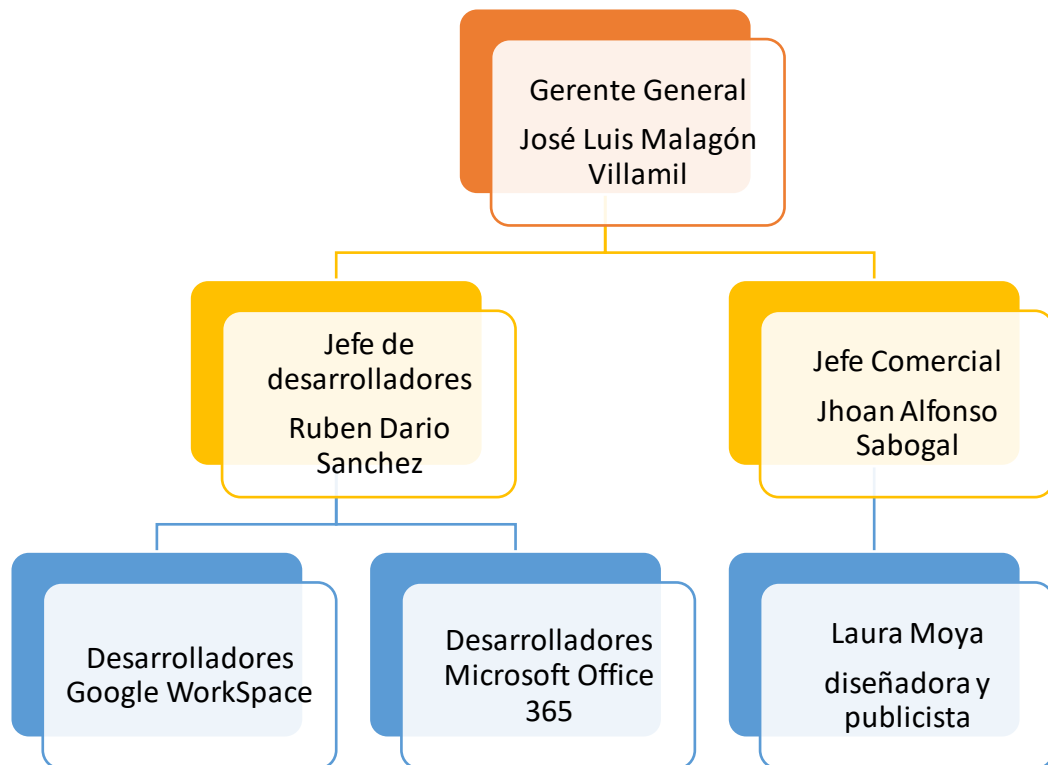 Gerente General
José Luis Malagón
Villamil
Jefe de
desarrolladores
Ruben Dario
Sanchez
Jefe Comercial
Jhoan Alfonso
Sabogal
Desarrolladores
Google WorkSpace
Desarrolladores
Microsoft Office
365
Laura Moya
diseñadora y
publicista